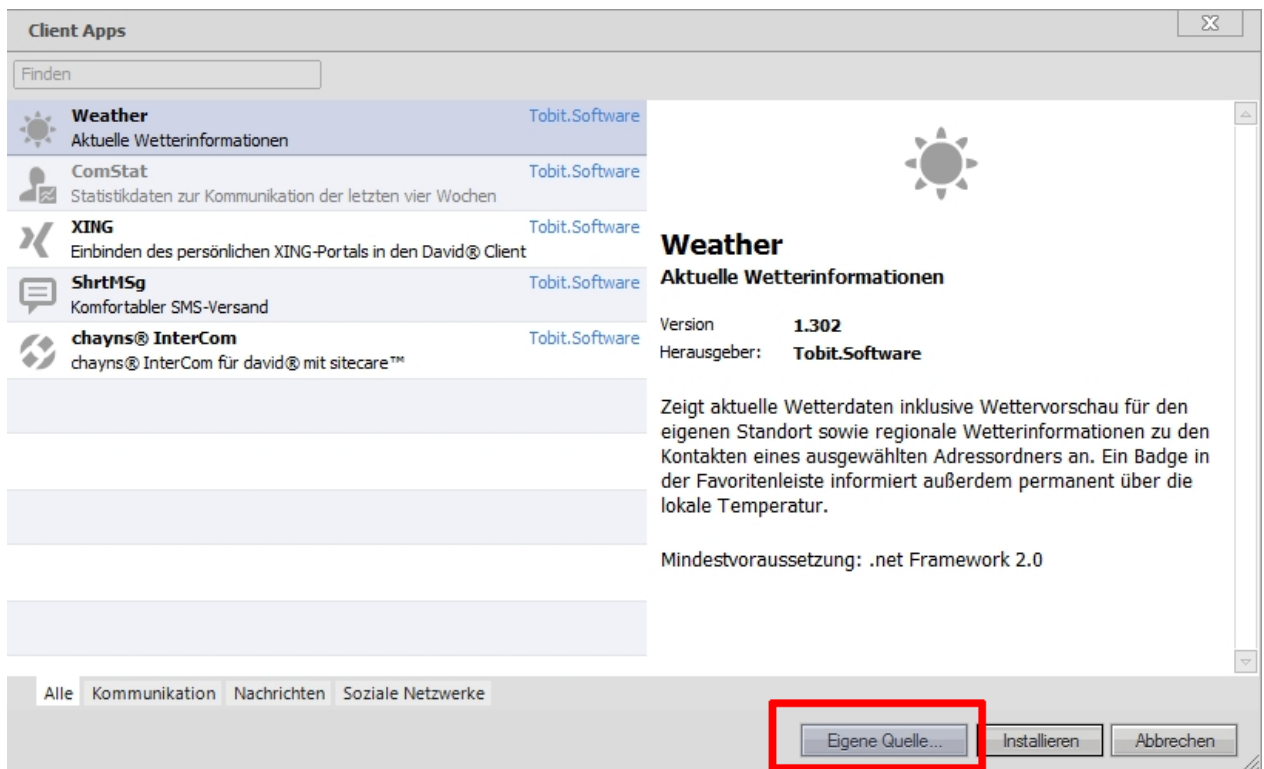 Client Apps
Finden
Weather Tobit.Software
Aktuelle Wetterinformationen
ComStat Tobit.Software
Statistikdaten zur Kommunikation der letzten vier Wochen
XING Tobit.Software
Einbinden des persönlichen XING-Portals in den David® Client
ShrtMSg Tobit.Software
Komfortabler SMS-Versand
chayns® InterCom Tobit.Software
chayns® InterCom für david® mit sitecare™
Weather
Aktuelle Wetterinformationen
Version 1.302
Herausgeber: Tobit.Software
Zeigt aktuelle Wetterdaten inklusive Wettervorschau für den
eigenen Standort sowie regionale Wetterinformationen zu den
Kontakten eines ausgewählten Adressordners an. Ein Badge in
der Favoritenleiste informiert außerdem permanent über die
lokale Temperatur.
Mindestvoraussetzung: .net Framework 2.0
Alle Kommunikation Nachrichten Soziale Netzwerke
Eigene Quelle... Installieren Abbrechen